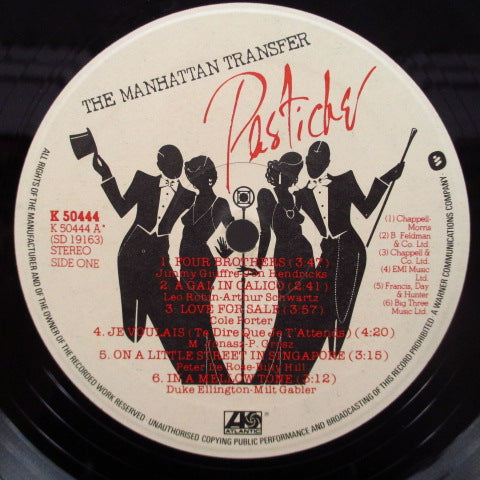 THE MANHATTAN TRANSFER
Pastiche
K 50444
K 50444 A*
(SD 19163)
STEREO
SIDE ONE
(1) Chappell-
Morris
(2) B Feldman
& Co. Ltd.
(3) Chappell &
Co. Ltd.
(4) EMI Music
Ltd.
(5) Francis, Day
& Hunter
(6) Big Three
Music Ltd.
1. FOUR BROTHERS (3:47)
Jimmy Giuffre-Jon Hendricks
2. A GAL IN CALICO (2:41)
Leo Robin-Arthur Schwartz
3. LOVE FOR SALE (3:57)
Cole Porter
4. JE VOULAIS (Te Dire Que Je T'Attends) (4:20)
M. Jonasz-P. Grosz
5. ON A LITTLE STREET IN SINGAPORE (3:15)
Peter De Rose-Billy Hill
6. IN A MELLOW TONE (3:12)
Duke Ellington-Milt Gabler
ATLANTIC
ALL RIGHTS OF THE MANUFACTURER AND OF THE OWNER OF THE RECORDED WORK RESERVED UNAUTHORISED COPYING PUBLIC PERFORMANCE AND BROADCASTING OF THIS RECORD PROHIBITED. A WARNER COMMUNICATIONS COMPANY